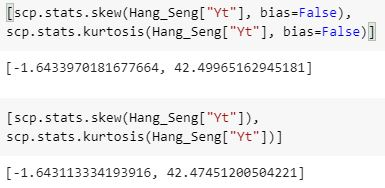 [scp.stats.skew(Hang_Seng["Yt"], bias=False),
scp.stats.kurtosis(Hang_Seng["Yt"], bias=False)]
[-1.6433970181677664, 42.49965162945181]
[scp.stats.skew(Hang_Seng["Yt"]),
scp.stats.kurtosis(Hang_Seng["Yt"])]
[-1.643113334193916, 42.47451200504221]